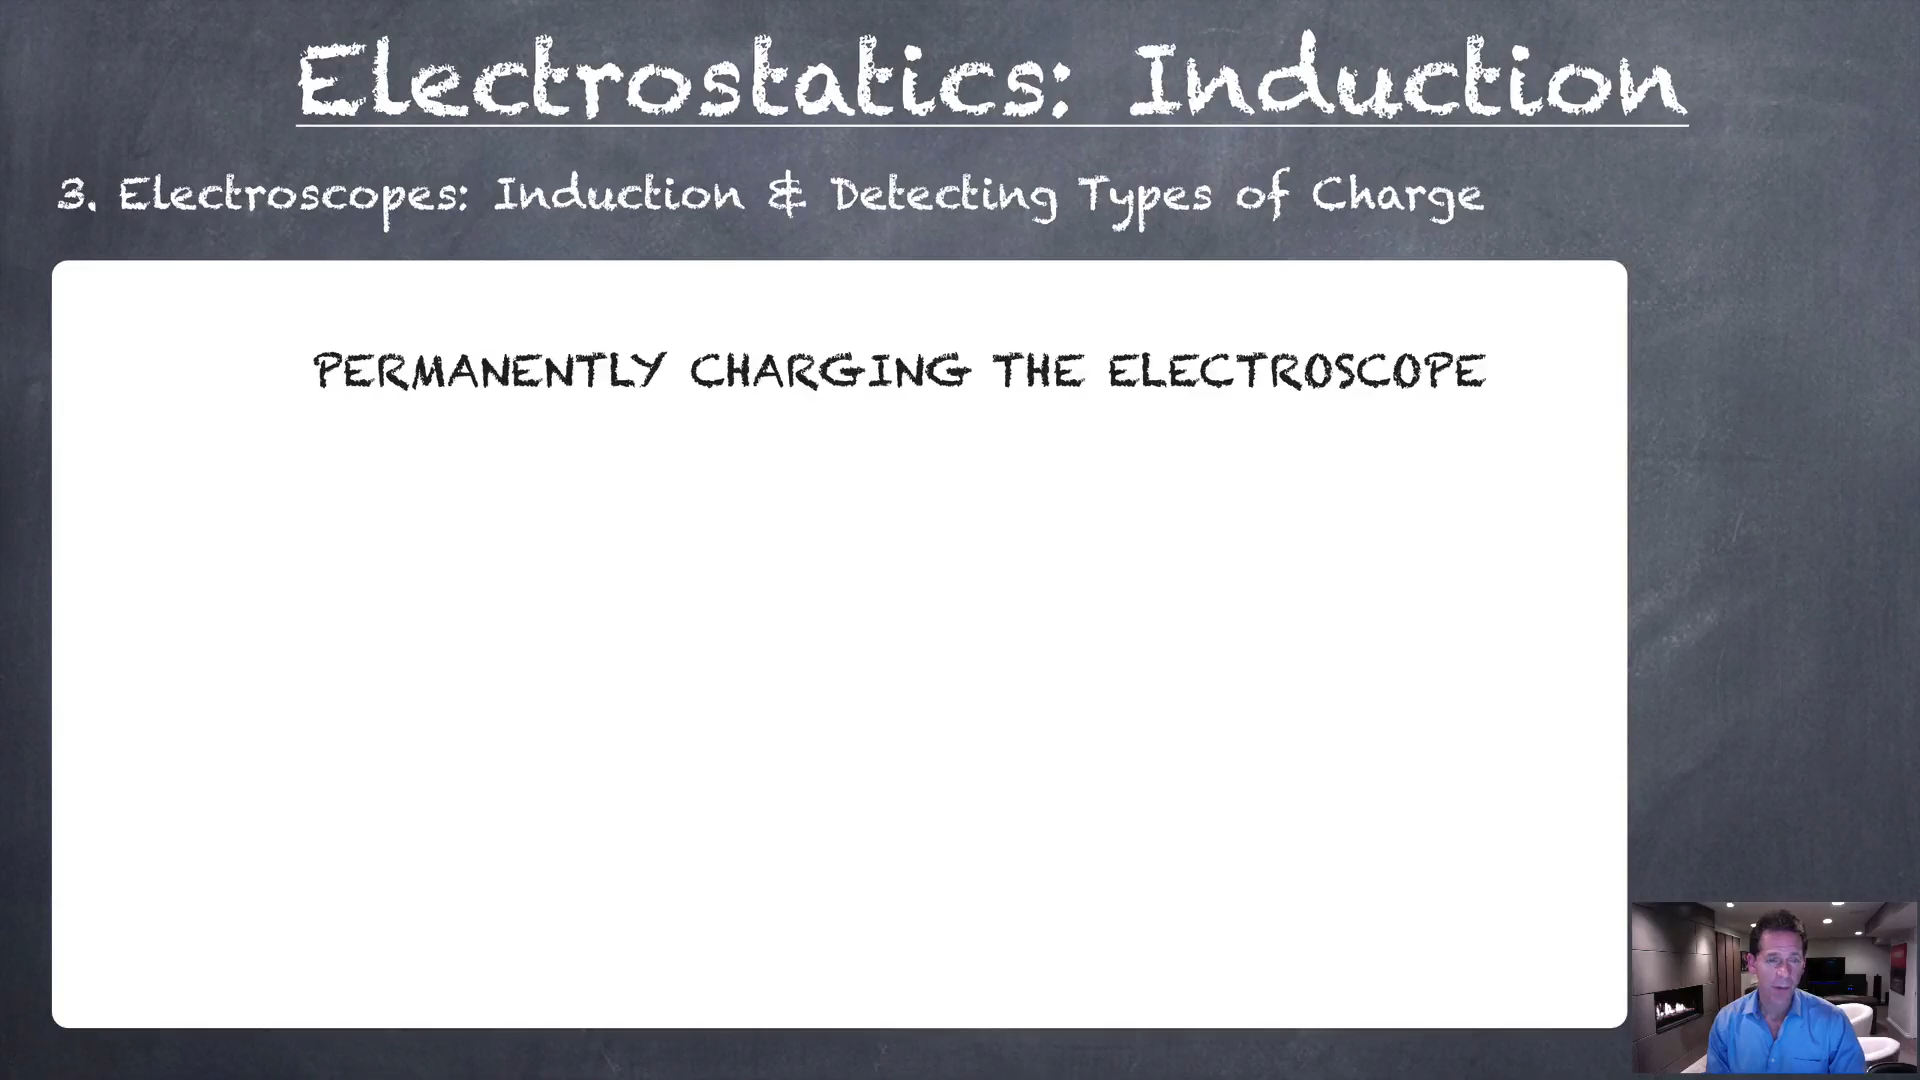 Electrostatics: Induction
3. Electroscopes: Induction & Detecting Types of Charge
PERMANENTLY CHARGING THE ELECTROSCOPE